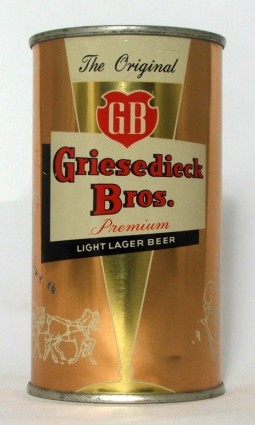 The Original
GB
Griesedieck
Bros.
Premium
LIGHT LAGER BEER